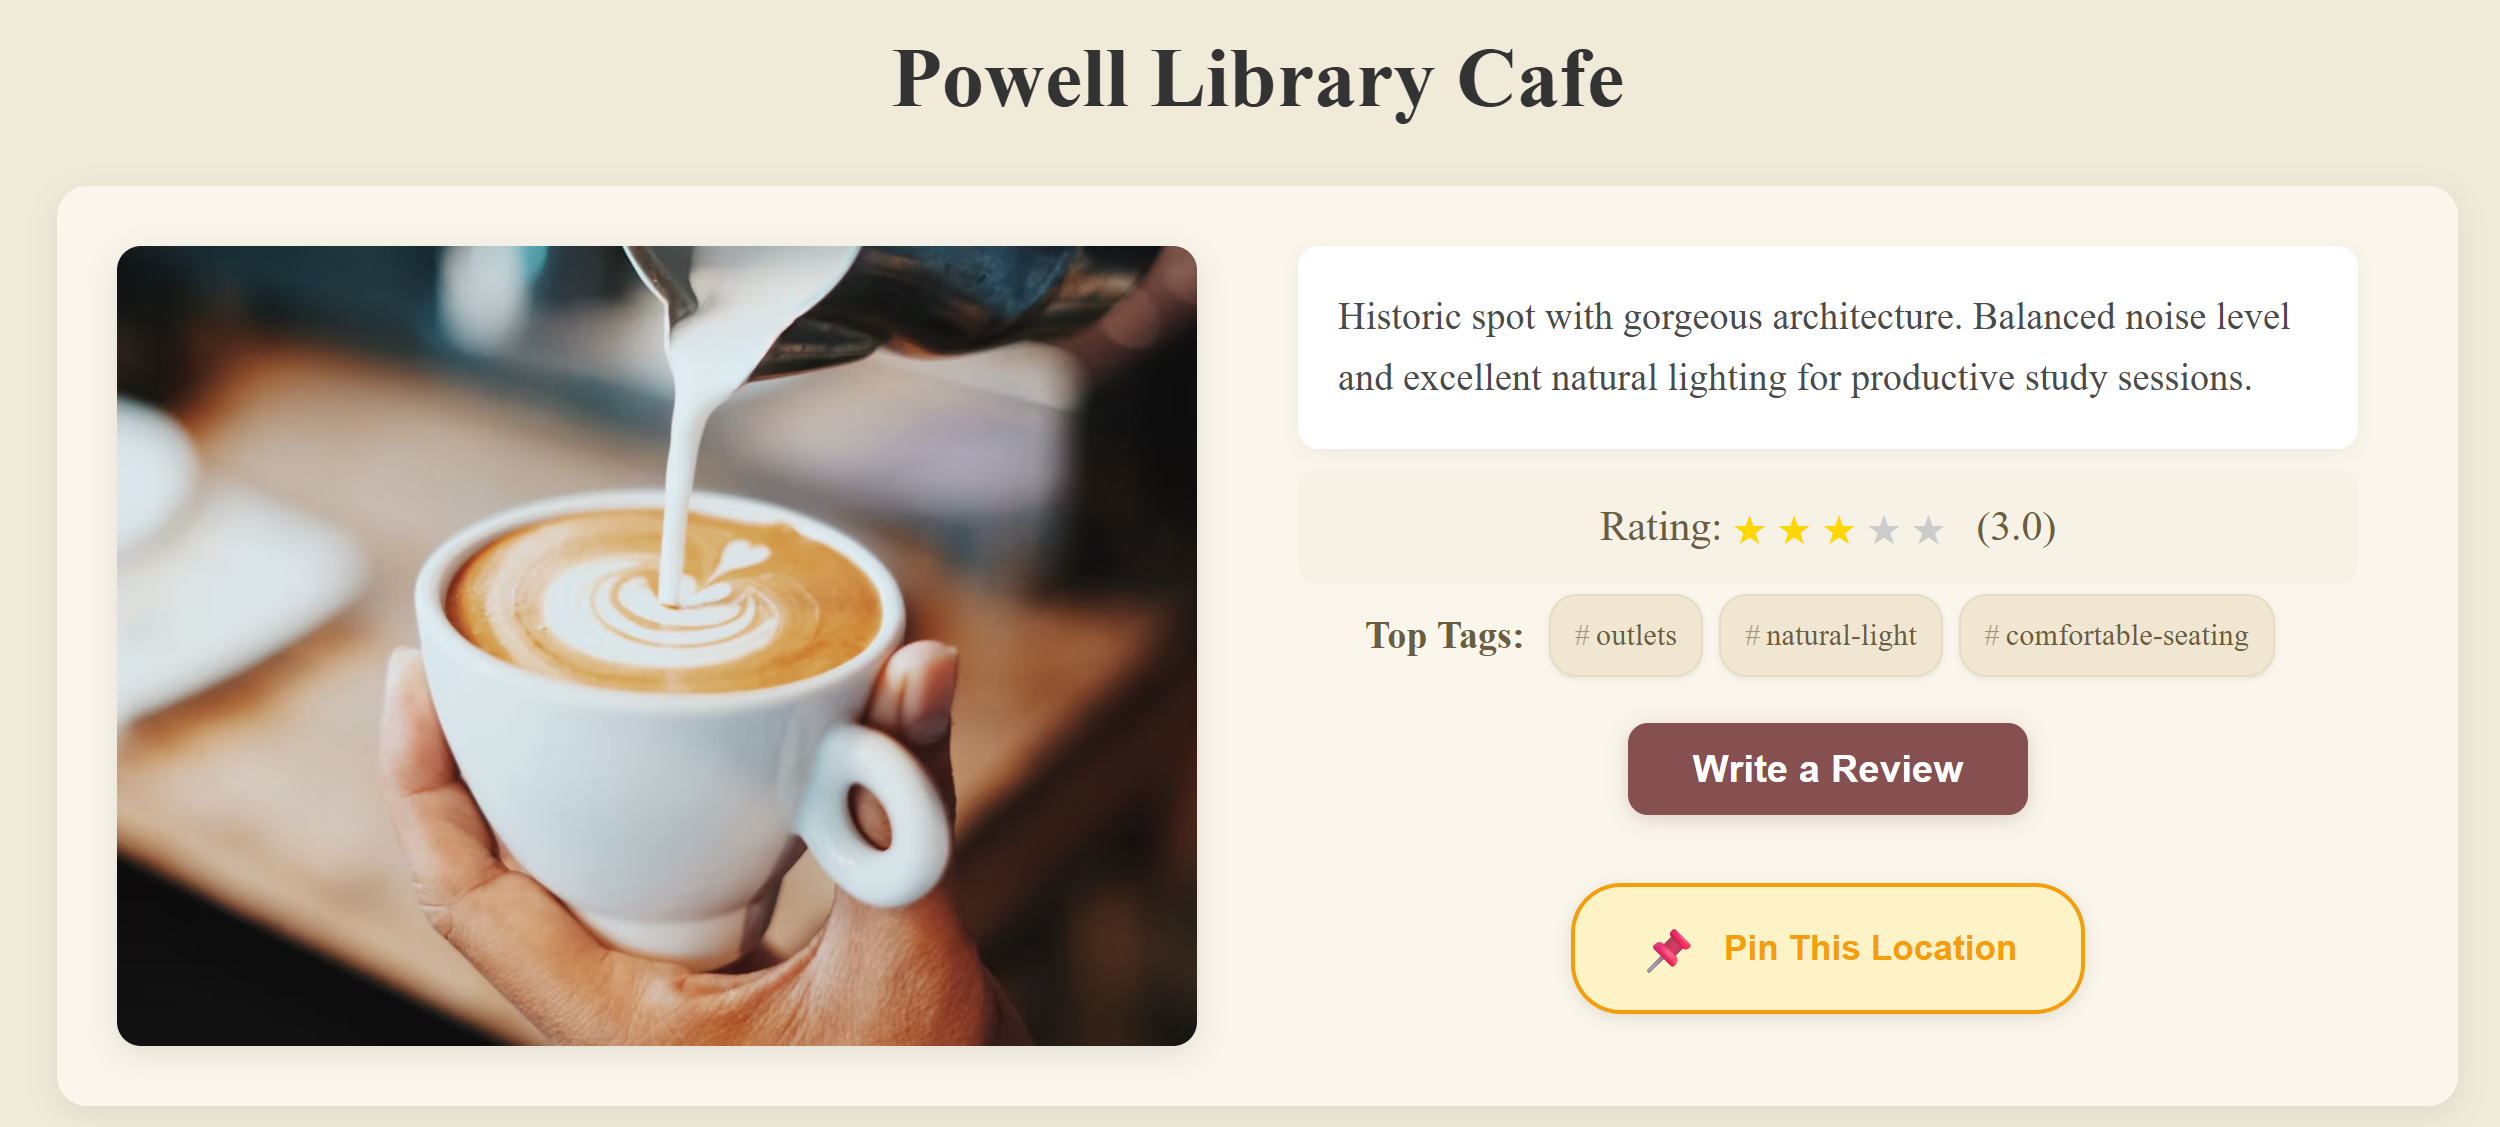 Powell Library Cafe
Historic spot with gorgeous architecture. Balanced noise level
and excellent natural lighting for productive study sessions.
Rating: ★ ★ ★ ★ ★ (3.0)
Top Tags: # outlets # natural-light # comfortable-seating
Write a Review
📌 Pin This Location